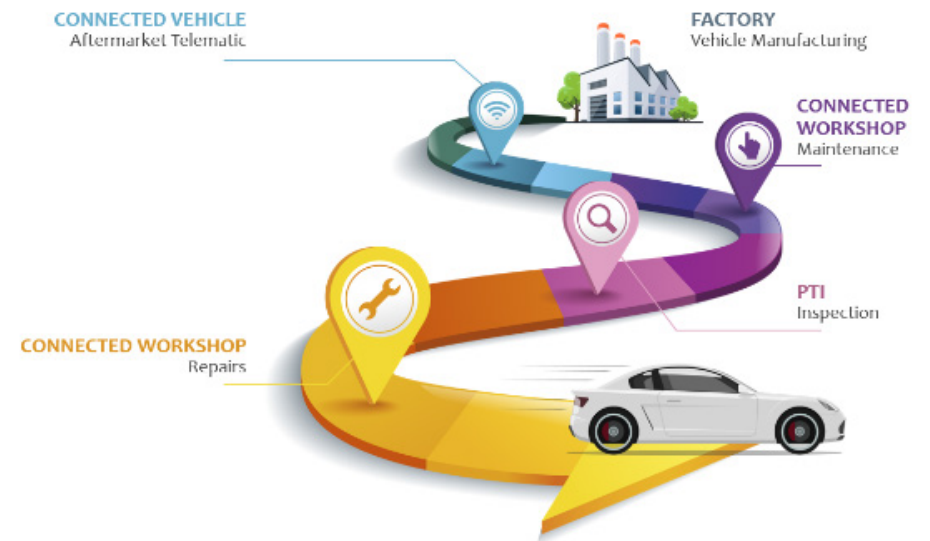 CONNECTED VEHICLE
Aftermarket Telematic
FACTORY
Vehicle Manufacturing
CONNECTED
WORKSHOP
Maintenance
PTI
Inspection
CONNECTED WORKSHOP
Repairs